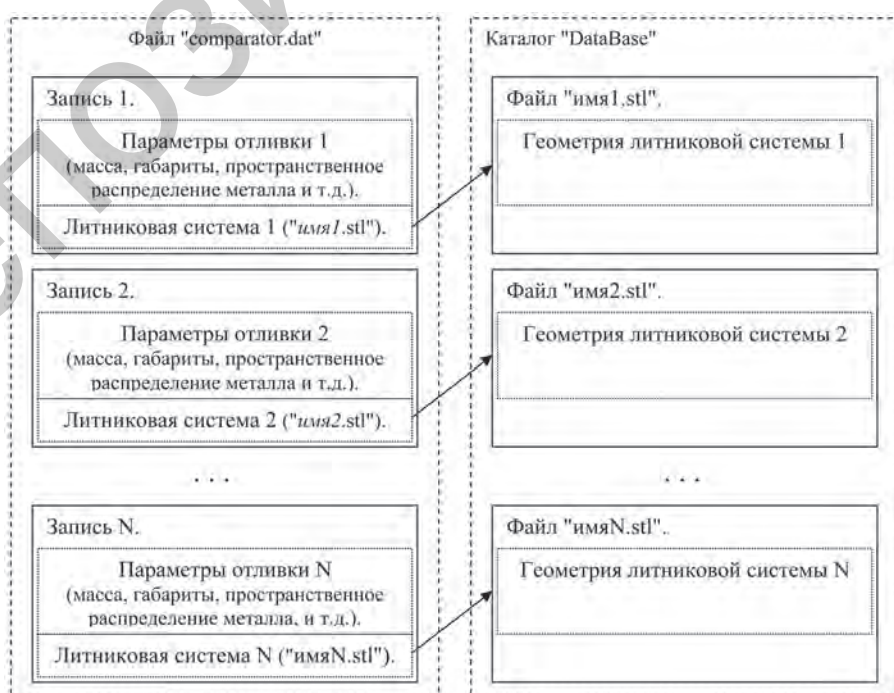 Файл "comparator.dat"
Запись 1.
Параметры отливки 1
(масса, габариты, пространственное
распределение металла и т.д.).
Литниковая система 1 ("имя1.stl").
Запись 2.
Параметры отливки 2
(масса, габариты, пространственное
распределение металла и т.д.).
Литниковая система 2 ("имя2.stl").
. . .
Запись N.
Параметры отливки N
(масса, габариты, пространственное
распределение металла, и т.д.).
Литниковая система N ("имяN.stl").
Каталог "DataBase"
Файл "имя1.stl".
Геометрия литниковой системы 1
Файл "имя2.stl".
Геометрия литниковой системы 2
. . .
Файл "имяN.stl".
Геометрия литниковой системы N